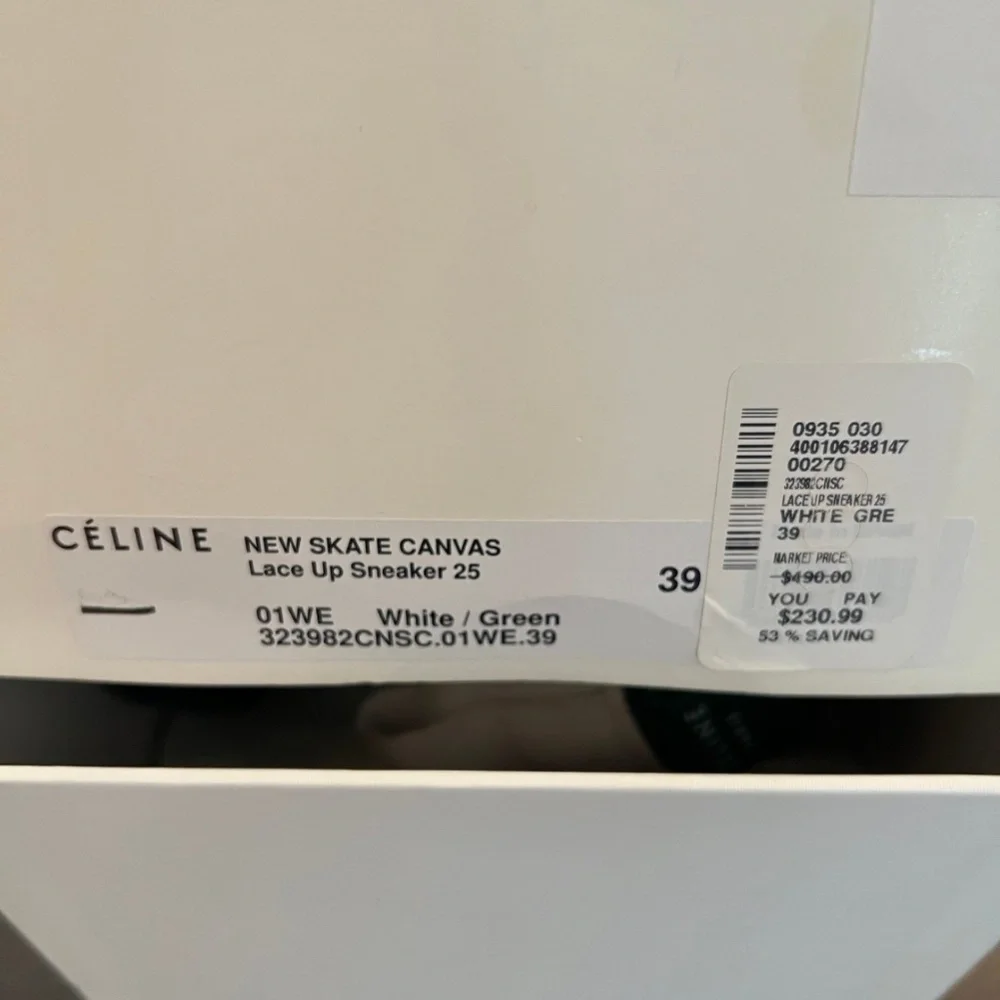 CÉLINE
NEW SKATE CANVAS
Lace Up Sneaker 25
39
01WE White / Green
323982CNSC.01WE.39
0935 030
400106388147
00270
323982CNSC
LACE UP SNEAKER 25
WHITE GRE
39
MARKET PRICE
$490.00
YOU PAY
$230.99
53 % SAVING